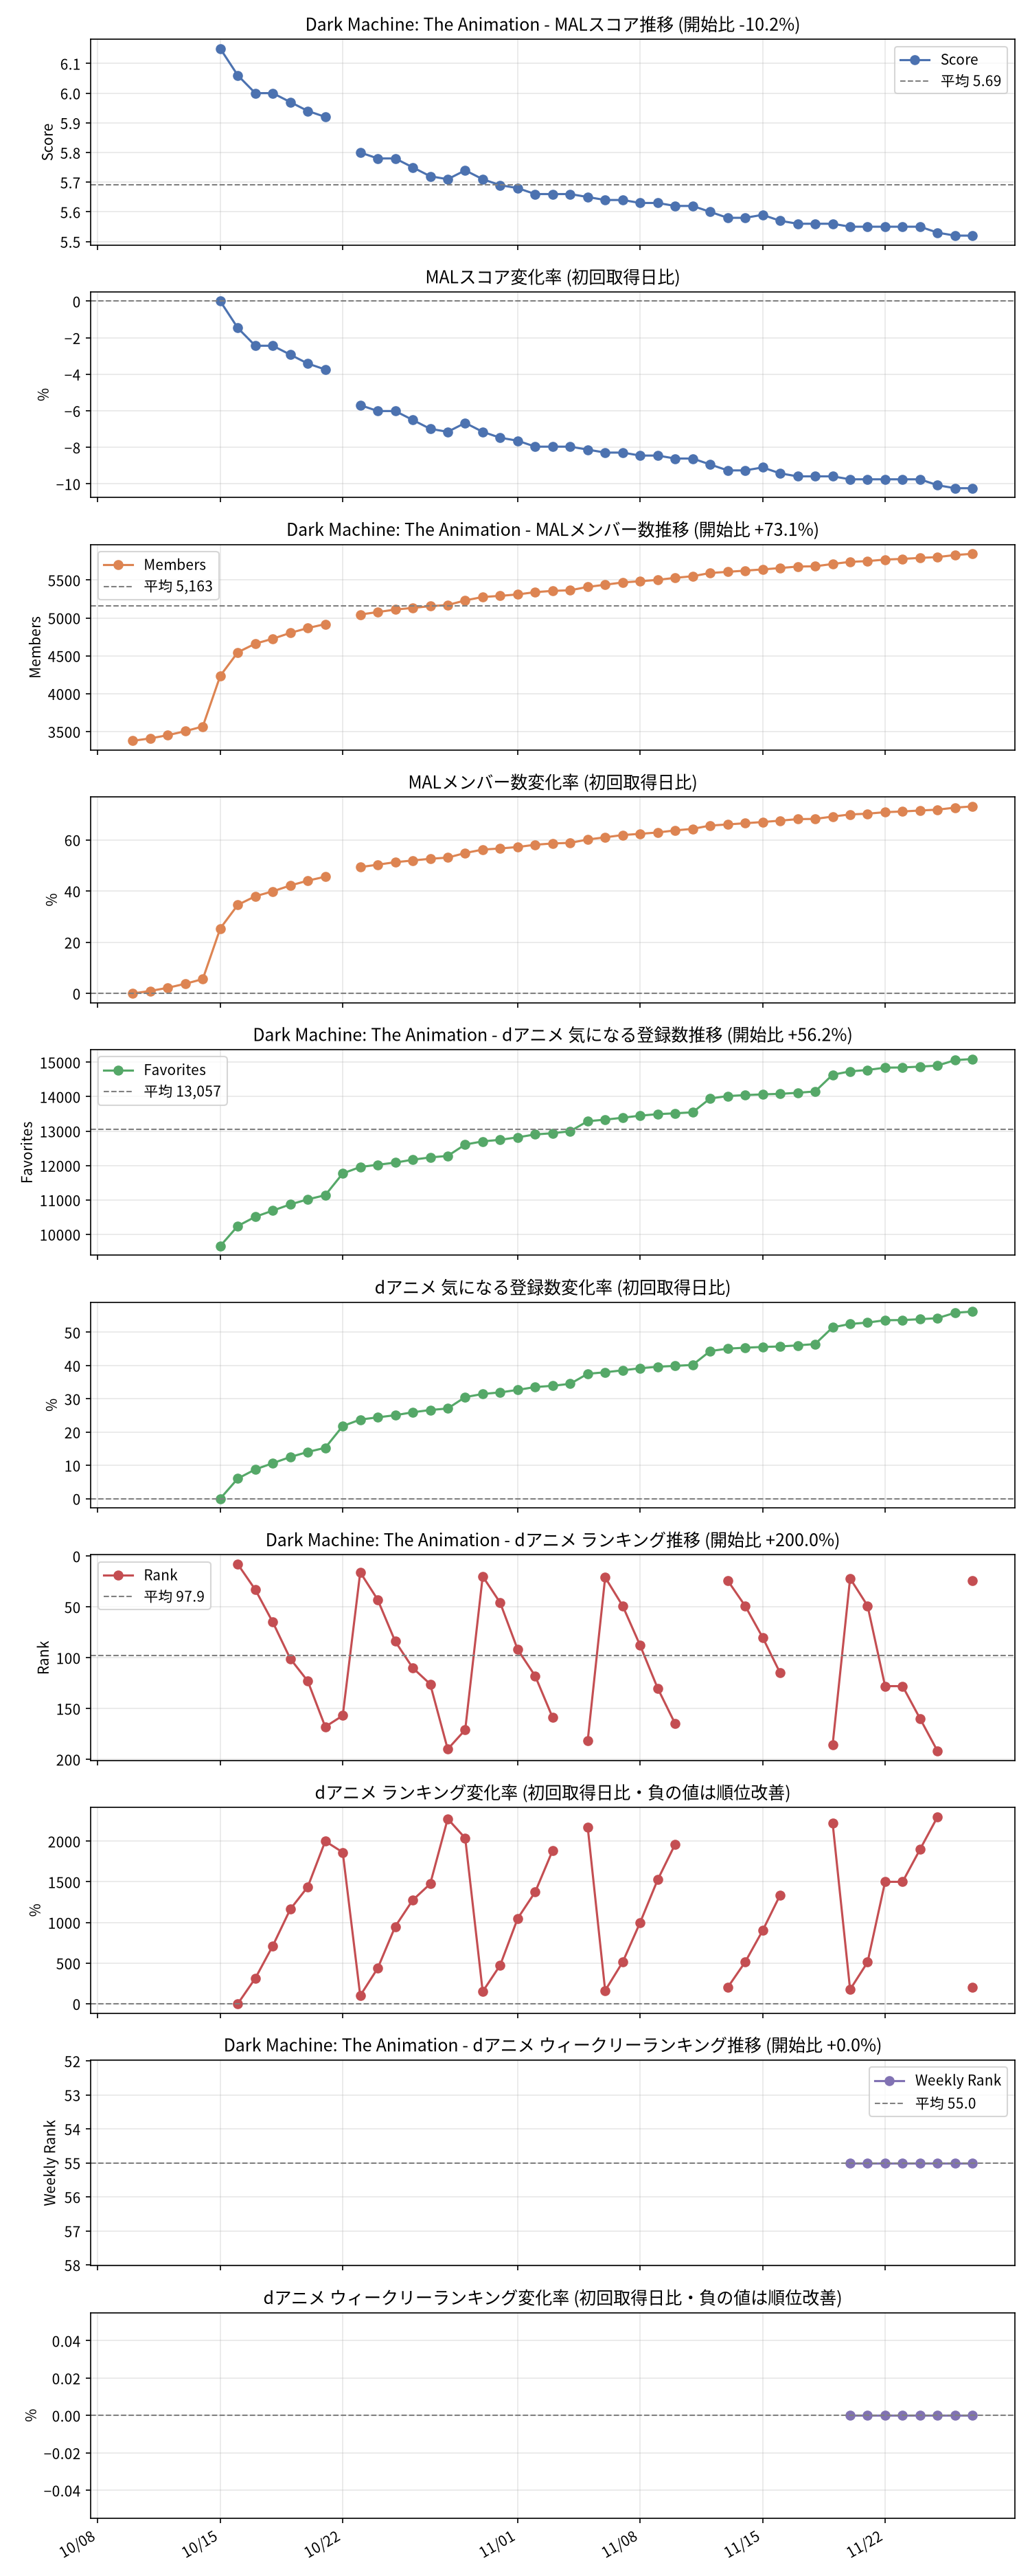 Dark Machine: The Animation - MALスコア推移 (開始比 -10.2%)
Score
平均 5.69
Score
6.1
6.0
5.9
5.8
5.7
5.6
5.5
MALスコア変化率 (初回取得日比)
%
0
−2
−4
−6
−8
−10
Dark Machine: The Animation - MALメンバー数推移 (開始比 +73.1%)
Members
平均 5,163
Members
5500
5000
4500
4000
3500
MALメンバー数変化率 (初回取得日比)
%
60
40
20
0
Dark Machine: The Animation - dアニメ 気になる登録数推移 (開始比 +56.2%)
Favorites
平均 13,057
Favorites
15000
14000
13000
12000
11000
10000
dアニメ 気になる登録数変化率 (初回取得日比)
%
50
40
30
20
10
0
Dark Machine: The Animation - dアニメ ランキング推移 (開始比 +200.0%)
Rank
平均 97.9
Rank
0
50
100
150
200
dアニメ ランキング変化率 (初回取得日比・負の値は順位改善)
%
2000
1500
1000
500
0
Dark Machine: The Animation - dアニメ ウィークリーランキング推移 (開始比 +0.0%)
Weekly Rank
平均 55.0
Weekly Rank
52
53
54
55
56
57
58
dアニメ ウィークリーランキング変化率 (初回取得日比・負の値は順位改善)
%
0.04
0.02
0.00
−0.02
−0.04
10/08
10/15
10/22
11/01
11/08
11/15
11/22